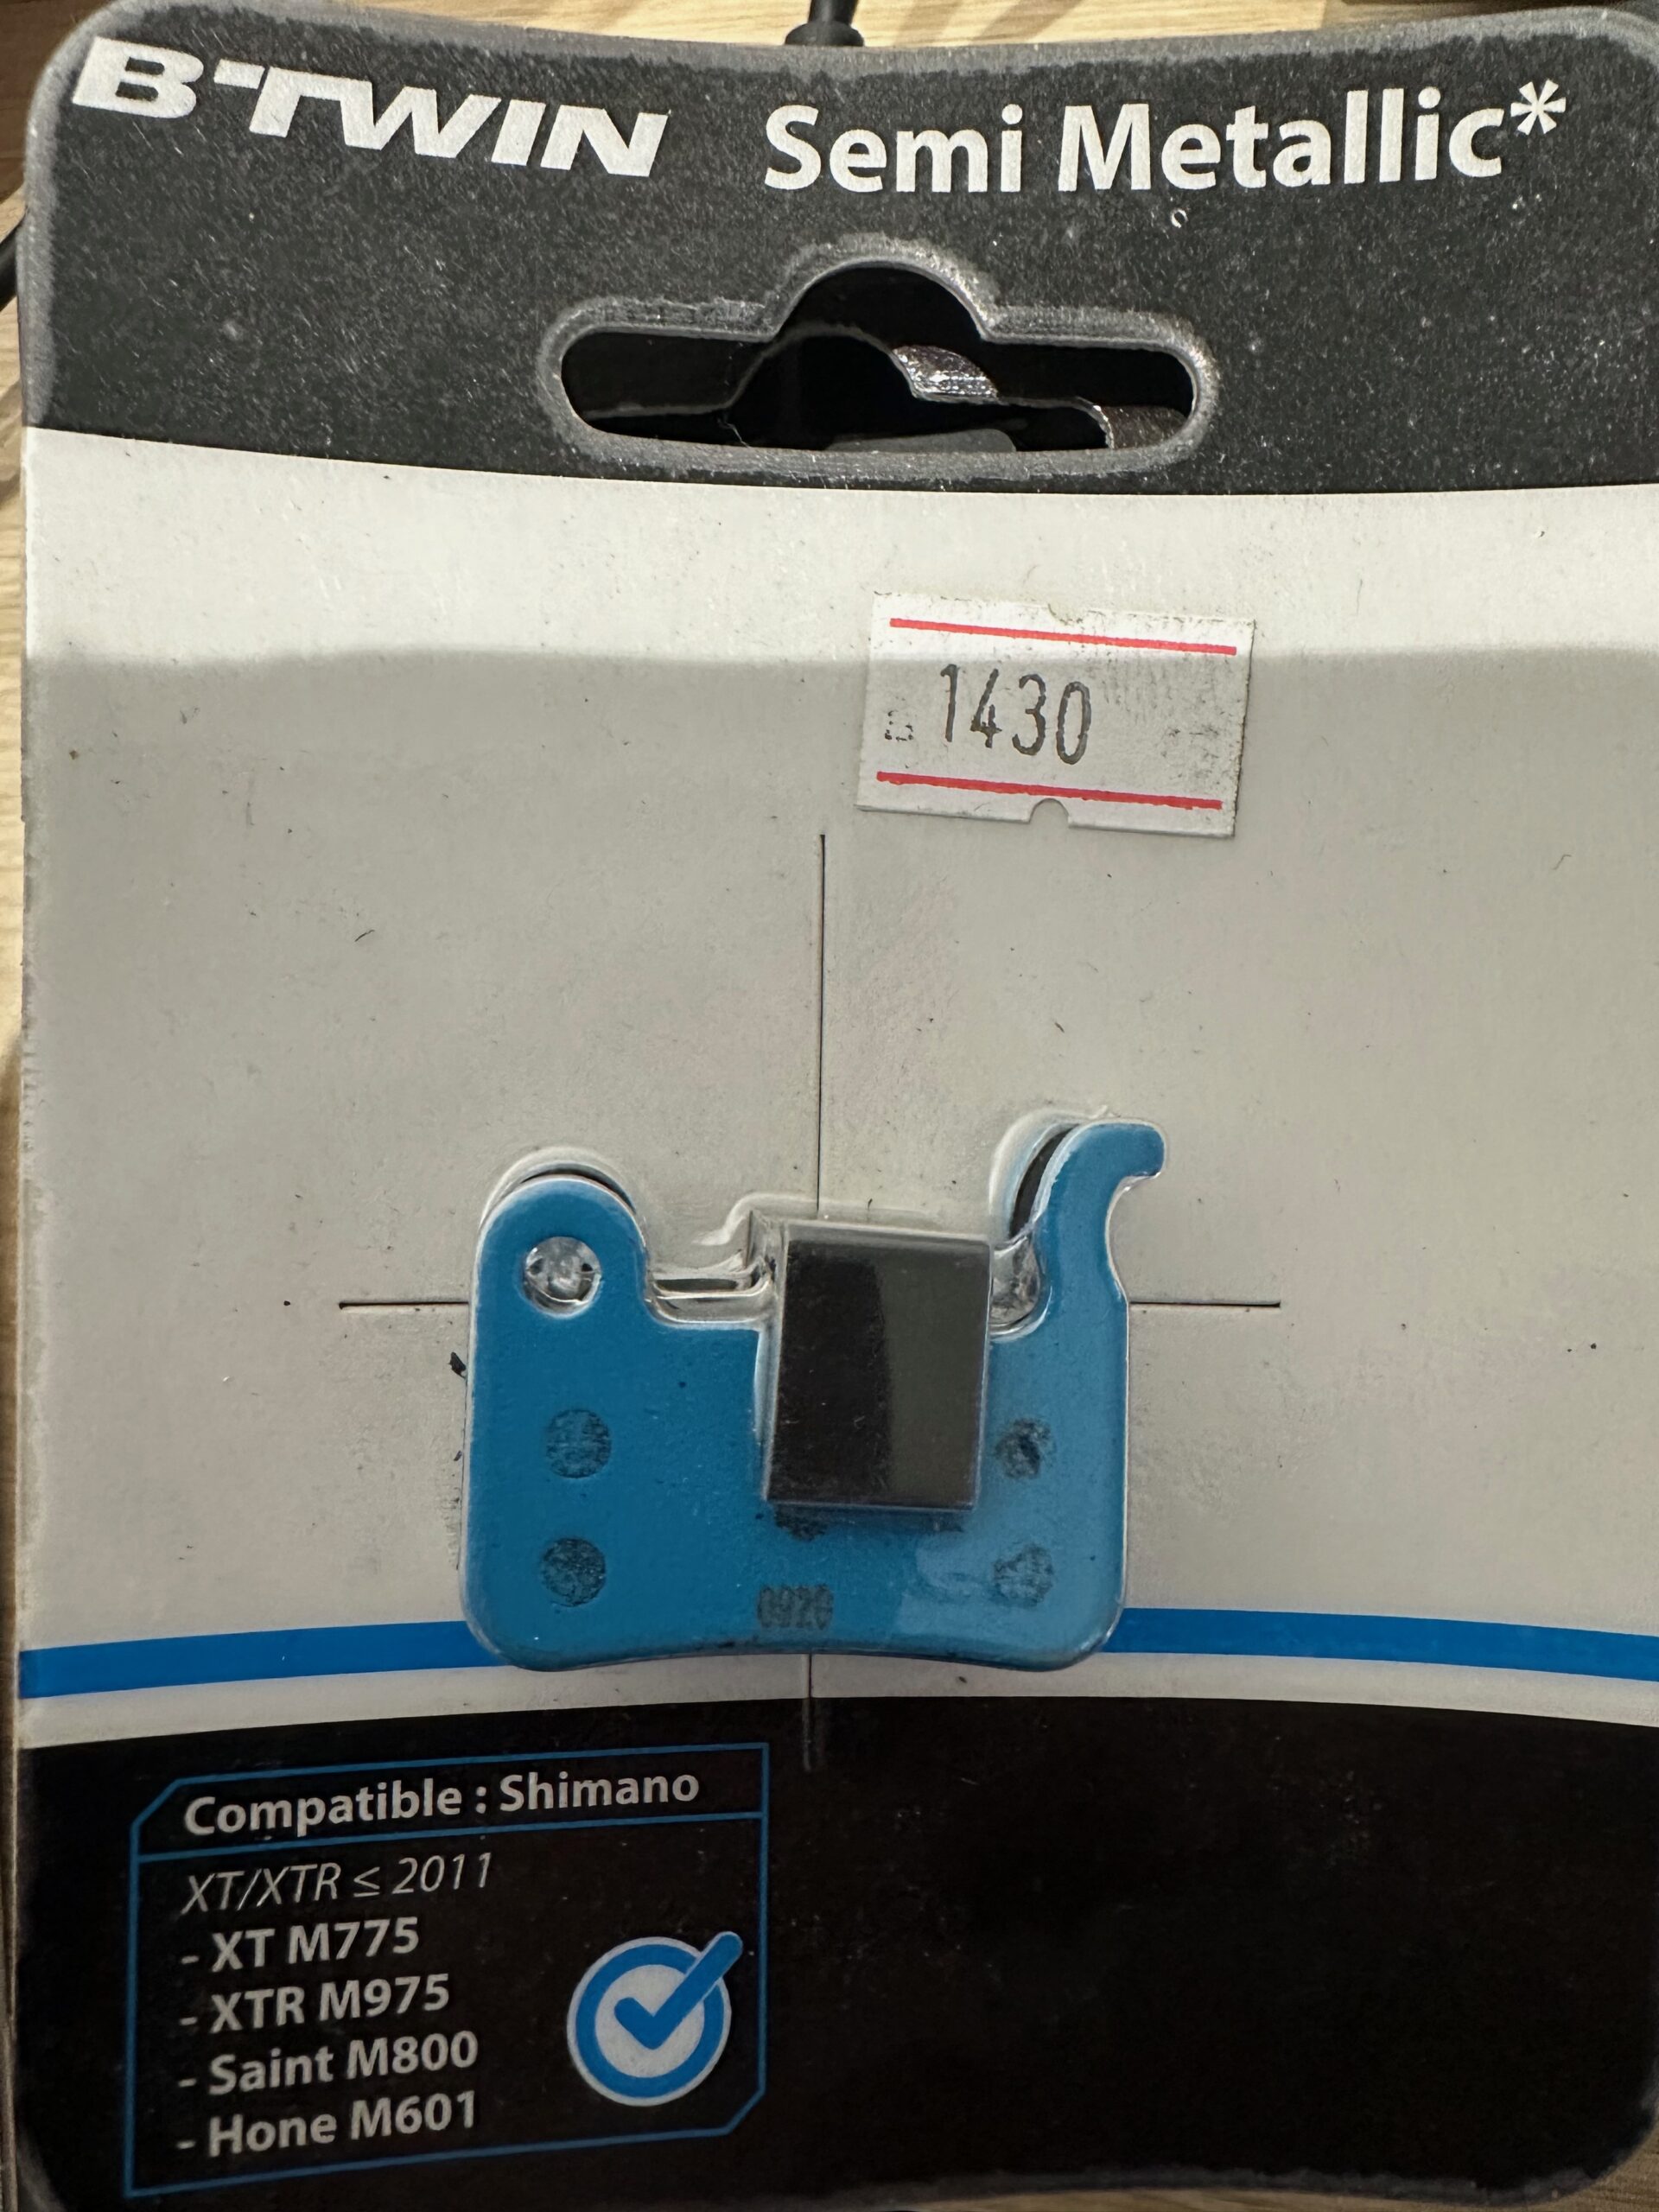 B'TWIN Semi Metallic*
1430
0920
Compatible : Shimano
XT/XTR ≤ 2011
- XT M775
- XTR M975
- Saint M800
- Hone M601